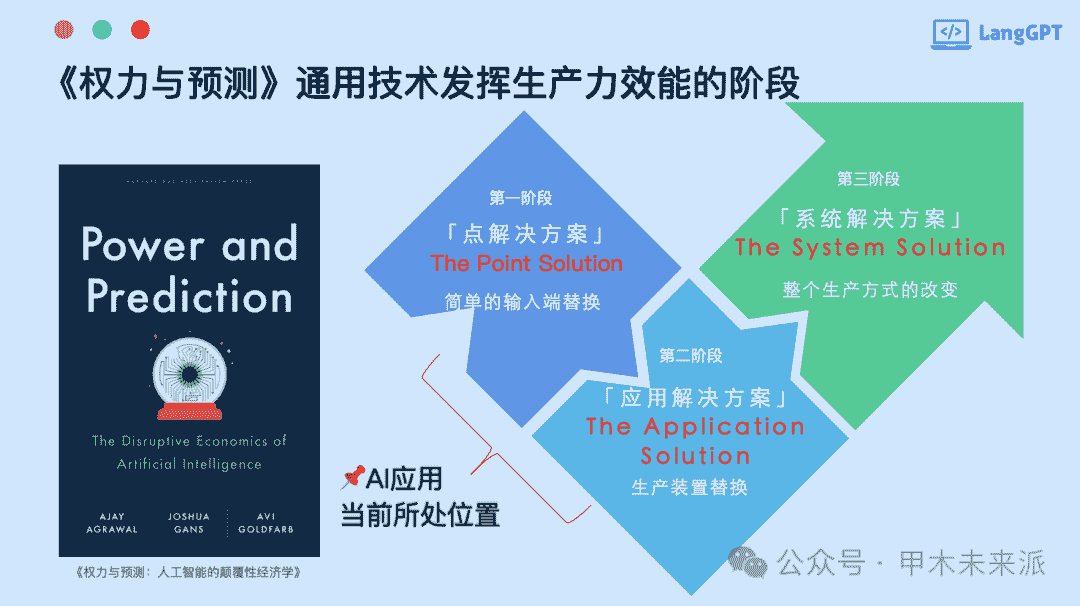 </> LangGPT
《权力与预测》通用技术发挥生产力效能的阶段
HARVARD BUSINESS REVIEW PRESS
Power and
Prediction
The Disruptive Economics of
Artificial Intelligence
AJAY
AGRAWAL
JOSHUA
GANS
AVI
GOLDFARB
《权力与预测：人工智能的颠覆性经济学》
第一阶段
「点解决方案」
The Point Solution
简单的输入端替换
第二阶段
「应用解决方案」
The Application
Solution
生产装置替换
第三阶段
「系统解决方案」
The System Solution
整个生产方式的改变
📌AI应用
当前所处位置
公众号 · 甲木未来派